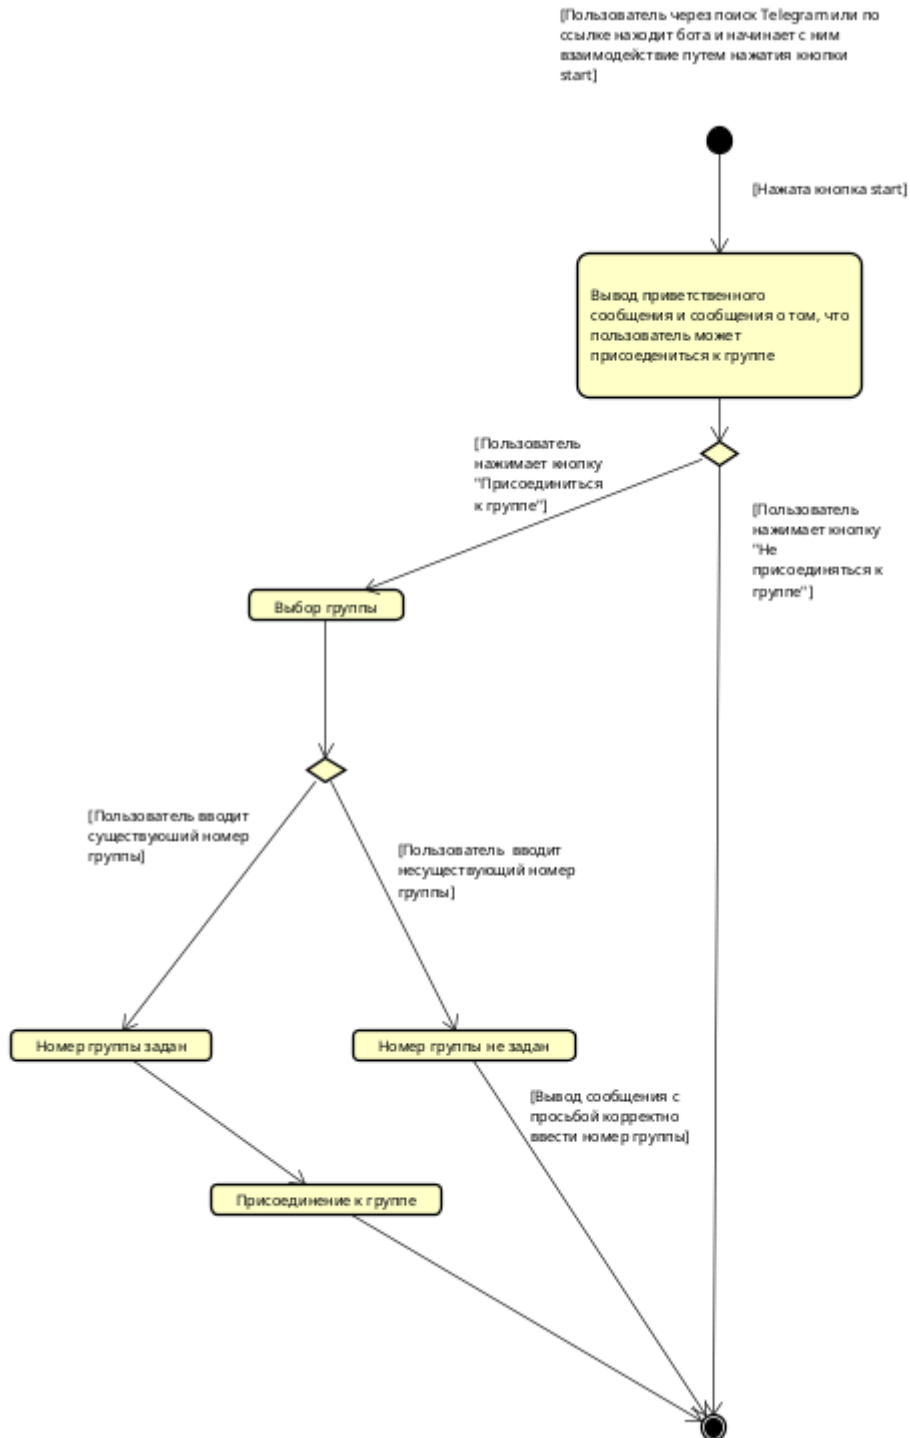 [Пользователь через поиск Telegram или по
ссылке находит бота и начинает с ним
взаимодействие путем нажатия кнопки
start]
[Нажата кнопка start]
Вывод приветственного
сообщения и сообщения о том, что
пользователь может
присоедениться к группе
[Пользователь
нажимает кнопку
"Присоединиться
к группе"]
[Пользователь
нажимает кнопку
"Не
присоединяться к
группе"]
Выбор группы
[Пользователь вводит
существуюший номер
группы]
[Пользователь вводит
несуществующий номер
группы]
Номер группы задан
Номер группы не задан
[Вывод сообщения с
просьбой корректно
ввести номер группы]
Присоединение к группе